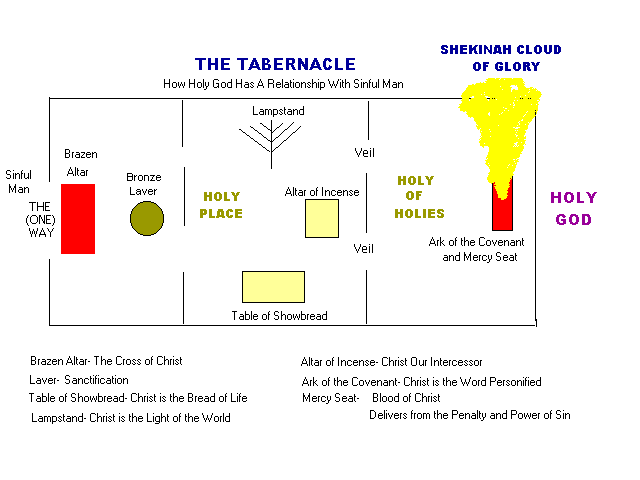 SHEKINAH CLOUD
OF GLORY
THE TABERNACLE
How Holy God Has A Relationship With Sinful Man
Lampstand
Brazen
Altar
Veil
Sinful
Man
Bronze
Laver
THE
(ONE)
WAY
HOLY
PLACE
Altar of Incense
HOLY
OF
HOLIES
HOLY
GOD
Veil
Ark of the Covenant
and Mercy Seat
Table of Showbread
Brazen Altar- The Cross of Christ
Laver- Sanctification
Table of Showbread- Christ is the Bread of Life
Lampstand- Christ is the Light of the World
Altar of Incense- Christ Our Intercessor
Ark of the Covenant- Christ is the Word Personified
Mercy Seat- Blood of Christ
Delivers from the Penalty and Power of Sin